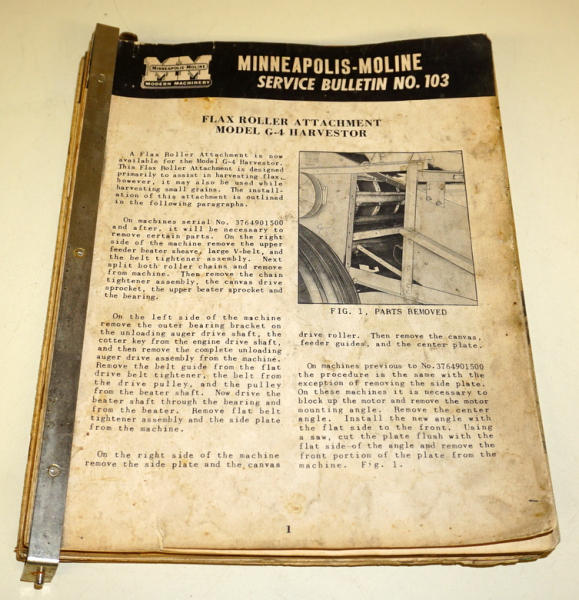 MINNEAPOLIS-MOLINE
MM
MODERN MACHINERY
MINNEAPOLIS-MOLINE
SERVICE BULLETIN NO. 103
FLAX ROLLER ATTACHMENT
MODEL G-4 HARVESTOR
A Flax Roller Attachment is now
available for the Model G-4 Harvestor.
This Flax Roller Attachment is designed
primarily to assist in harvesting flax,
however, it may also be used while
harvesting small grains. The install-
ation of this attachment is outlined
in the following paragraphs.
On machines serial No. 3764901500
and after, it will be necessary to
remove certain parts. On the right
side of the machine remove the upper
feeder beater sheave, large V-belt, and
the belt tightener assembly. Next
split both roller chains and remove
from machine. Then remove the chain
tightener assembly, the canvas drive
sprocket, the upper beater sprocket and
the bearing.
On the left side of the machine
remove the outer bearing bracket on
the unloading auger drive shaft, the
cotter key from the engine drive shaft,
and then remove the complete unloading
auger drive assembly from the machine.
Remove the belt guide from the flat
drive belt tightener, the belt from
the drive pulley, and the pulley
from the beater shaft. Now drive the
beater shaft through the bearing and
from the beater. Remove flat belt
tightener assembly and the side plate
from the machine.
On the right side of the machine
remove the side plate and the canvas
FIG. 1, PARTS REMOVED
drive roller. Then remove the canvas,
feeder guides, and the center plate.
On machines previous to No. 3764901500
the procedure is the same with the
exception of removing the side plate.
On these machines it is necessary to
block up the motor and remove the motor
mounting angle. Remove the center
angle. Install the new angle with
the flat side to the front. Using
a saw, cut the plate flush with the
flat side of the angle and remove the
front portion of the plate from the
machine. Fig. 1.
1